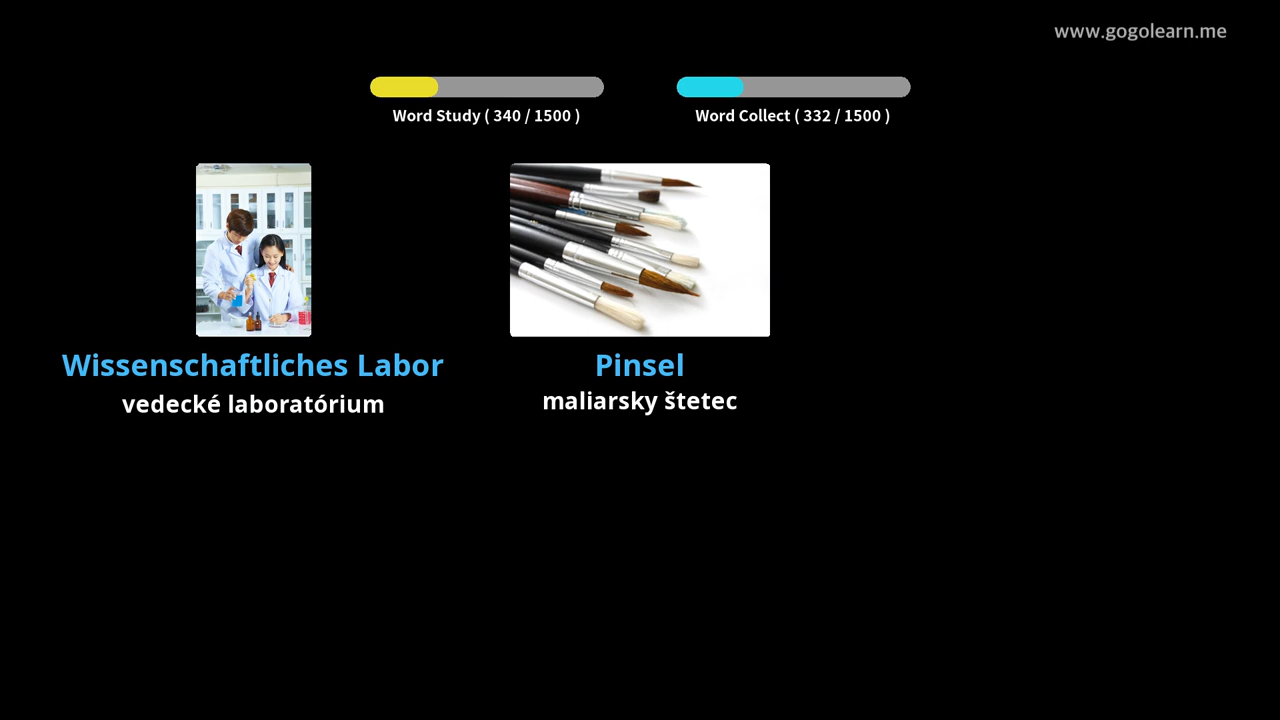 www.gogolearn.me
Word Study ( 340 / 1500 )
Word Collect ( 332 / 1500 )
Wissenschaftliches Labor
vedecké laboratórium
Pinsel
maliarsky štetec